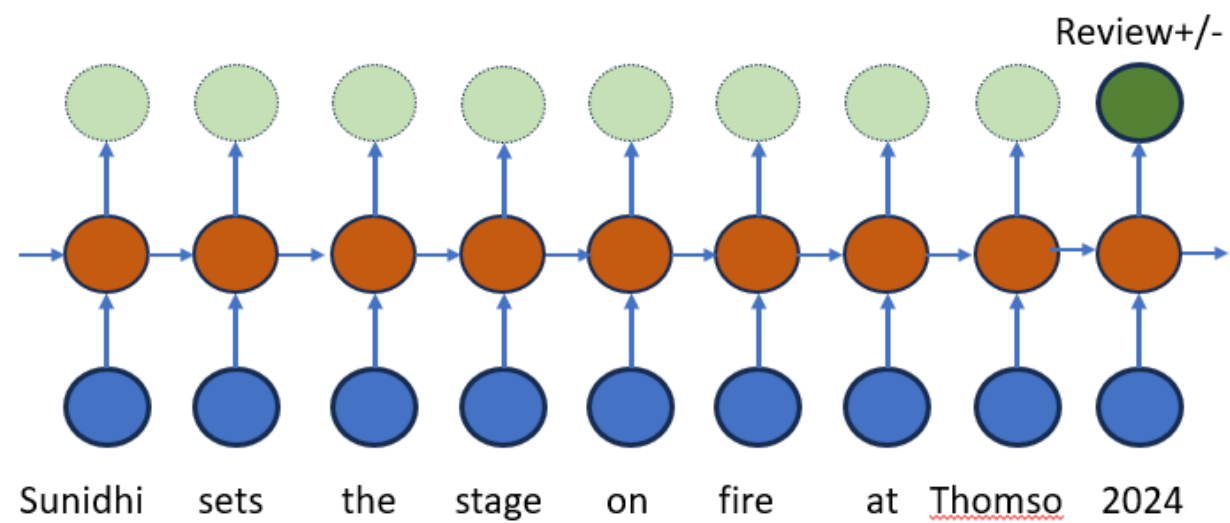 Review+/-
Sunidhi sets the stage on fire at Thomso 2024